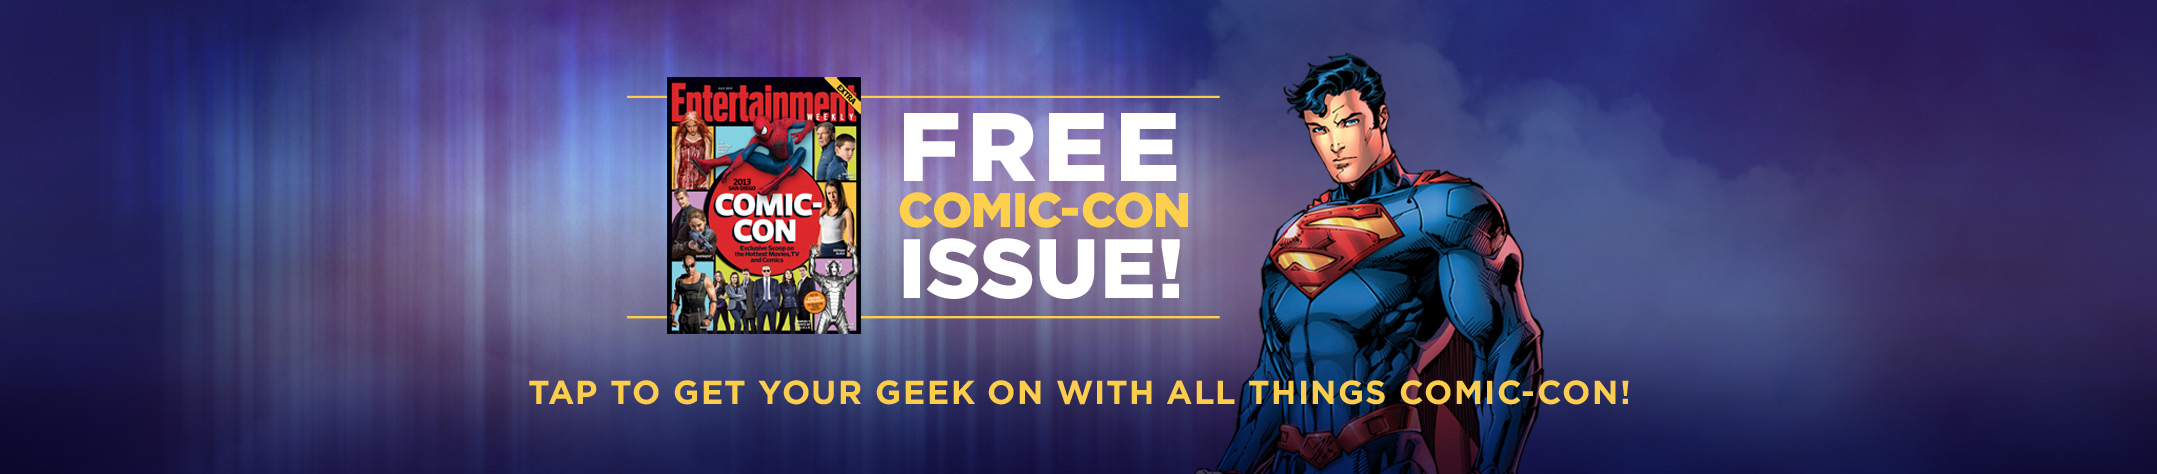 Entertainment
WEEKLY
EXTRA
2013
SAN DIEGO
COMIC-
CON
Exclusive Scoop on
the Hottest Movies, TV
and Comics
FREE
COMIC-CON
ISSUE!
TAP TO GET YOUR GEEK ON WITH ALL THINGS COMIC-CON!